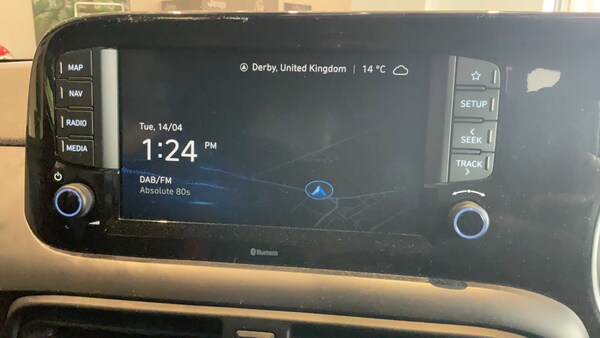 MAP
NAV
RADIO
MEDIA
Derby, United Kingdom | 14 °C
Tue, 14/04
1:24 PM
DAB/FM
Absolute 80s
SETUP
< SEEK
TRACK >
Bluetooth